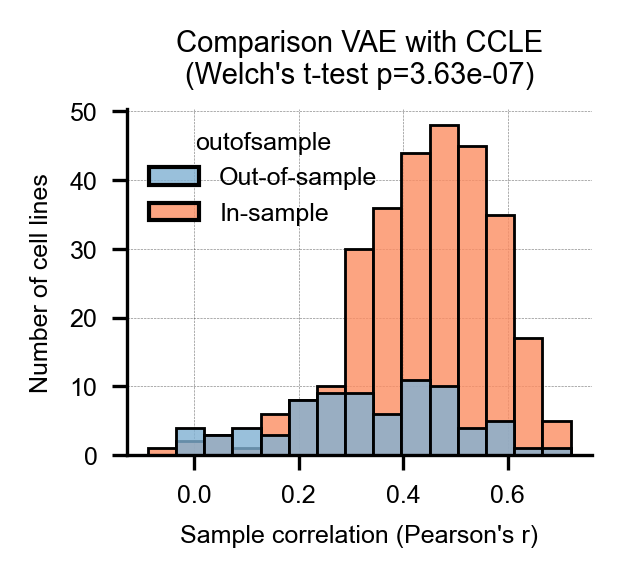 Comparison VAE with CCLE
(Welch's t-test p=3.63e-07)
50
40
30
20
10
0
Number of cell lines
outofsample
Out-of-sample
In-sample
0.0
0.2
0.4
0.6
Sample correlation (Pearson's r)